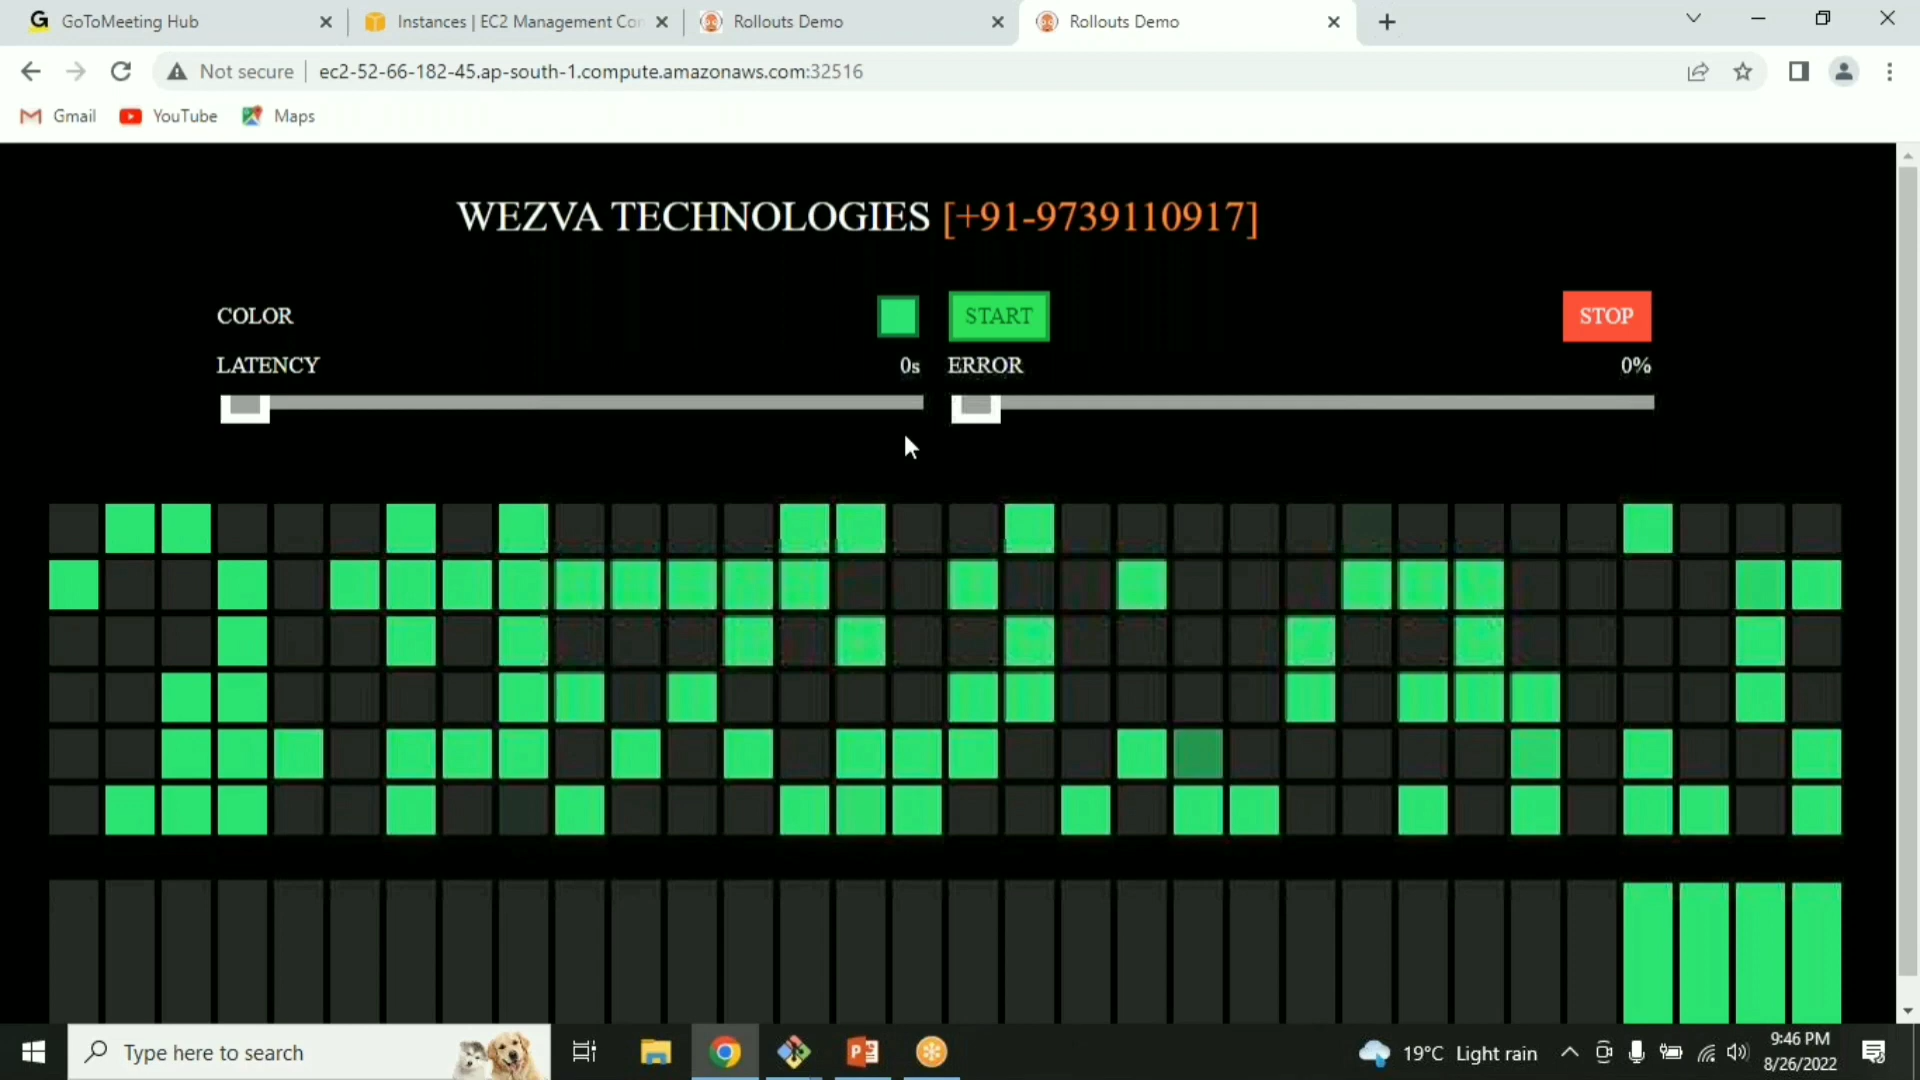 GoToMeeting Hub
Instances | EC2 Management Con
Rollouts Demo
Rollouts Demo
Not secure
ec2-52-66-182-45.ap-south-1.compute.amazonaws.com:32516
Gmail
YouTube
Maps
WEZVA TECHNOLOGIES [+91-9739110917]
COLOR
START
STOP
LATENCY
0s
ERROR
0%
Type here to search
19°C Light rain
9:46 PM
8/26/2022